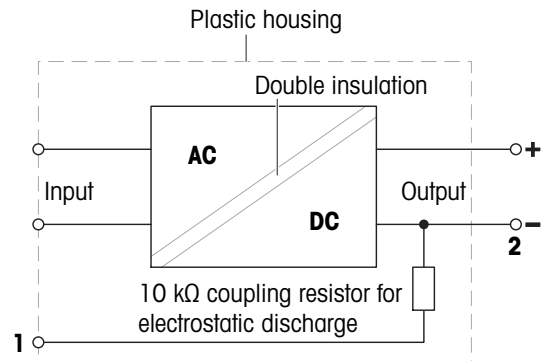 Plastic housing
Double insulation
AC
+
Input
Output
DC
-
2
10 kΩ coupling resistor for
electrostatic discharge
1